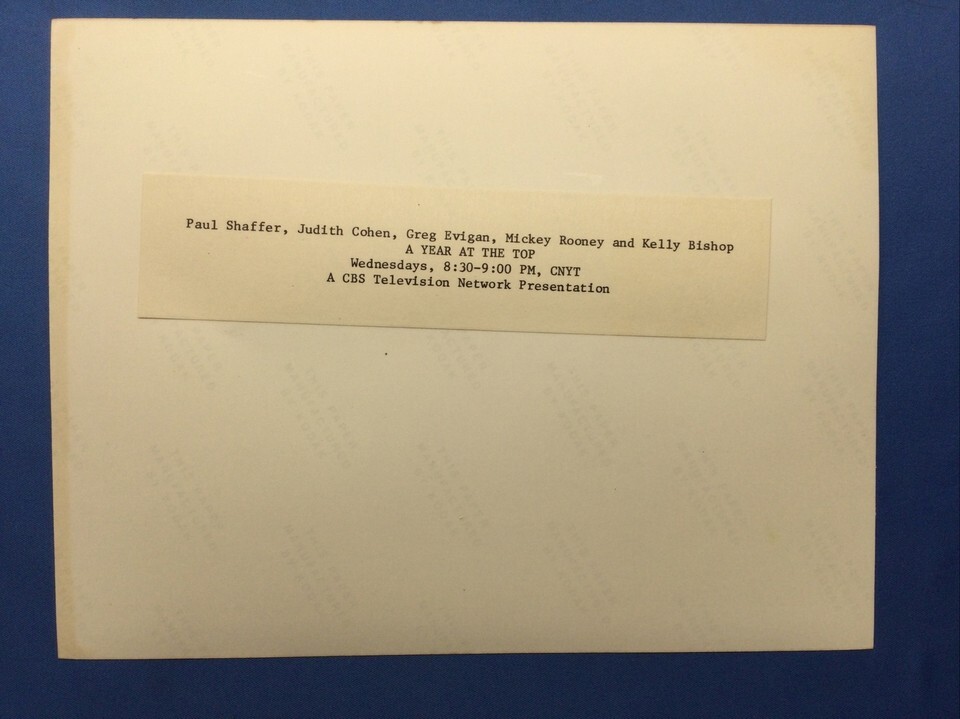 Paul Shaffer, Judith Cohen, Greg Evigan, Mickey Rooney and Kelly Bishop
A YEAR AT THE TOP
Wednesdays, 8:30-9:00 PM, CNYT
A CBS Television Network Presentation